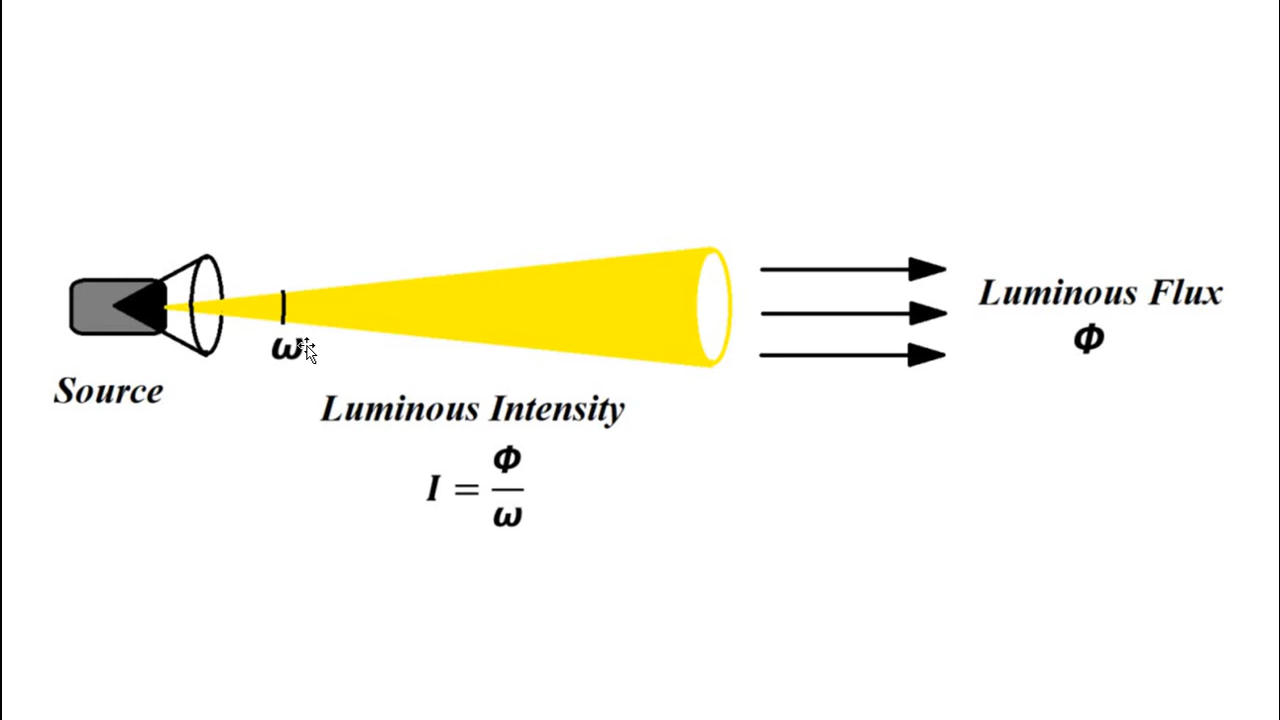 Luminous Flux
Φ
ω
Source
Luminous Intensity
I = Φ/ω